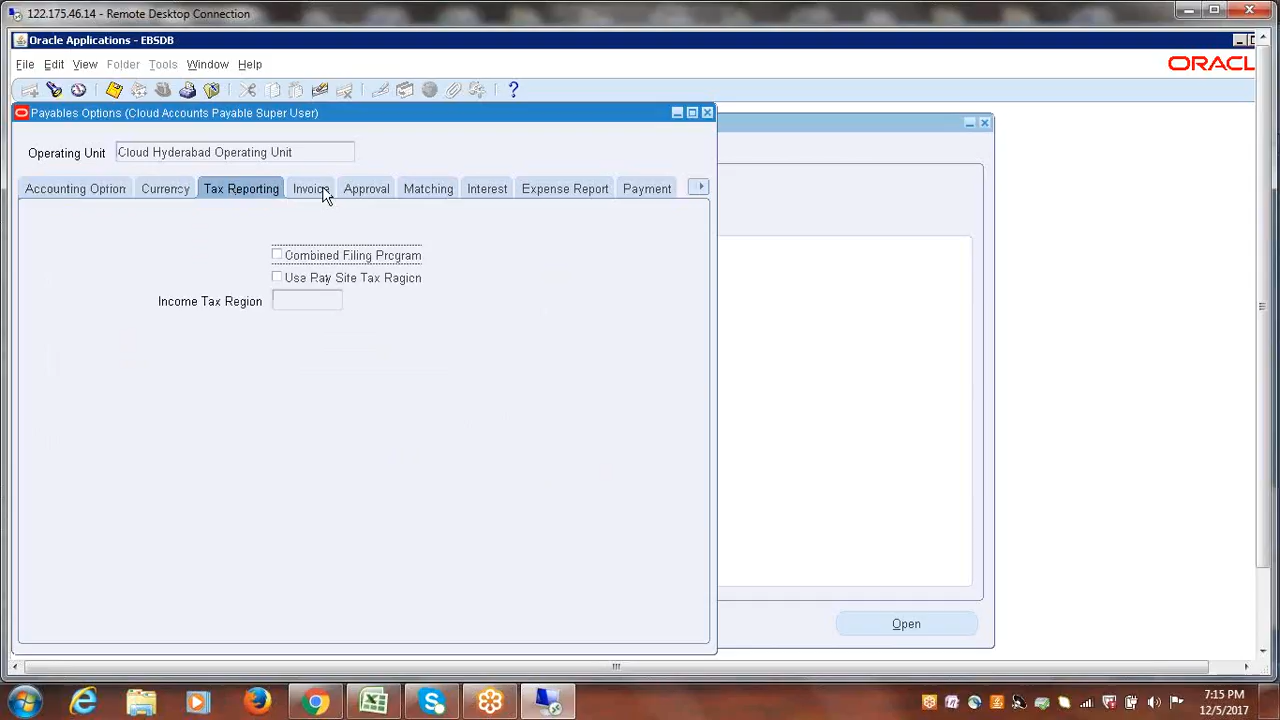 122.175.46.14 - Remote Desktop Connection
Oracle Applications - EBSDB
File Edit View Folder Tools Window Help
ORACL
Payables Options (Cloud Accounts Payable Super User)
Operating Unit Cloud Hyderabad Operating Unit
Accounting Option Currency Tax Reporting Invoice Approval Matching Interest Expense Report Payment
Combined Filing Program
Use Pay Site Tax Region
Income Tax Region
Open
7:15 PM
12/5/2017